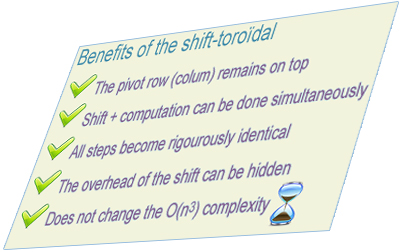 Benefits of the shift-toroïdal
The pivot row (colum) remains on top
Shift + computation can be done simultaneously
All steps become rigourously identical
The overhead of the shift can be hidden
Does not change the O(n³) complexity